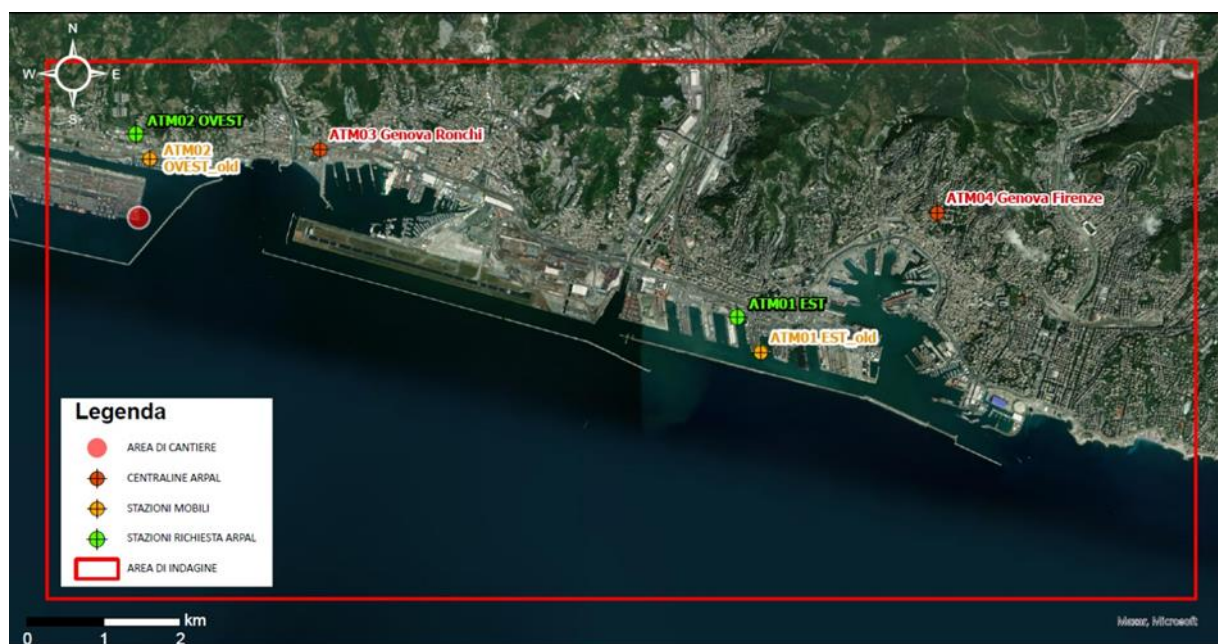 N
W
E
S
ATM02 OVEST
ATM02
OVEST_old
ATM03 Genova Ronchi
ATM04 Genova Firenze
ATM01 EST
ATM01 EST_old
Legenda
AREA DI CANTIERE
CENTRALINE ARPAL
STAZIONI MOBILI
STAZIONI RICHIESTA ARPAL
AREA DI INDAGINE
km
0 1 2
Maxar, Microsoft